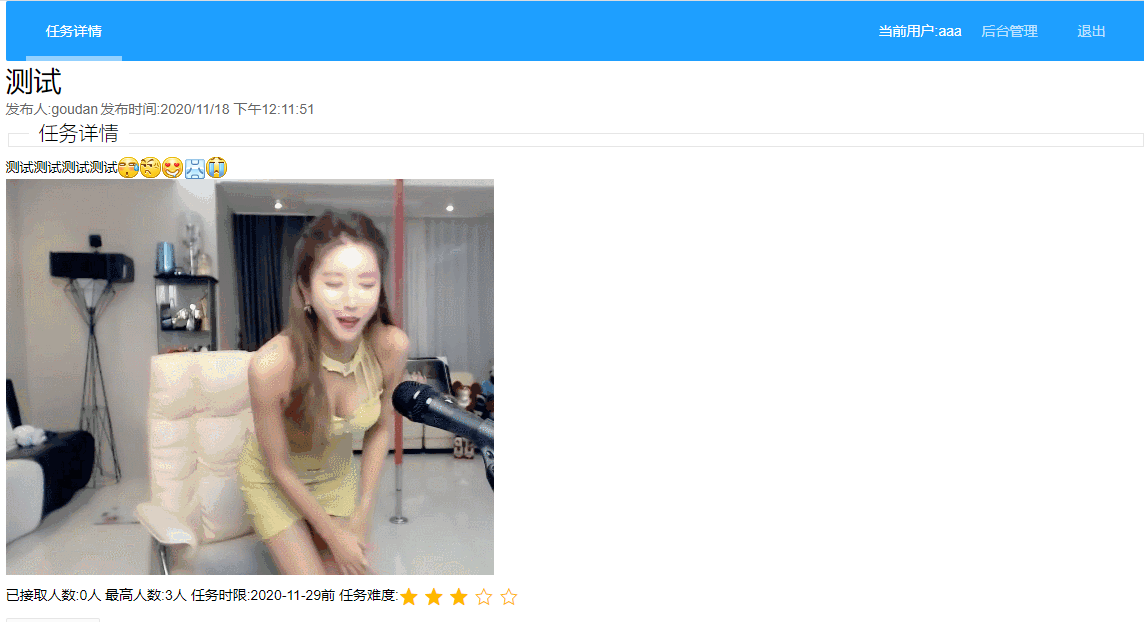 任务详情 当前用户:aaa 后台管理 退出
测试
发布人:goudan 发布时间:2020/11/18 下午12:11:51
任务详情
测试测试测试测试
已接取人数:0人 最高人数:3人 任务时限:2020-11-29前 任务难度: